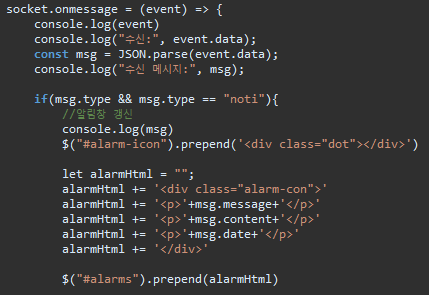 socket.onmessage = (event) => {
console.log(event)
console.log("수신:", event.data);
const msg = JSON.parse(event.data);
console.log("수신 메시지:", msg);
if(msg.type && msg.type == "noti"){
//알림창 갱신
console.log(msg)
$("#alarm-icon").prepend('<div class="dot"></div>')
let alarmHtml = "";
alarmHtml += '<div class="alarm-con">'
alarmHtml += '<p>'+msg.message+'</p>'
alarmHtml += '<p>'+msg.content+'</p>'
alarmHtml += '<p>'+msg.date+'</p>'
alarmHtml += '</div>'
$("#alarms").prepend(alarmHtml)